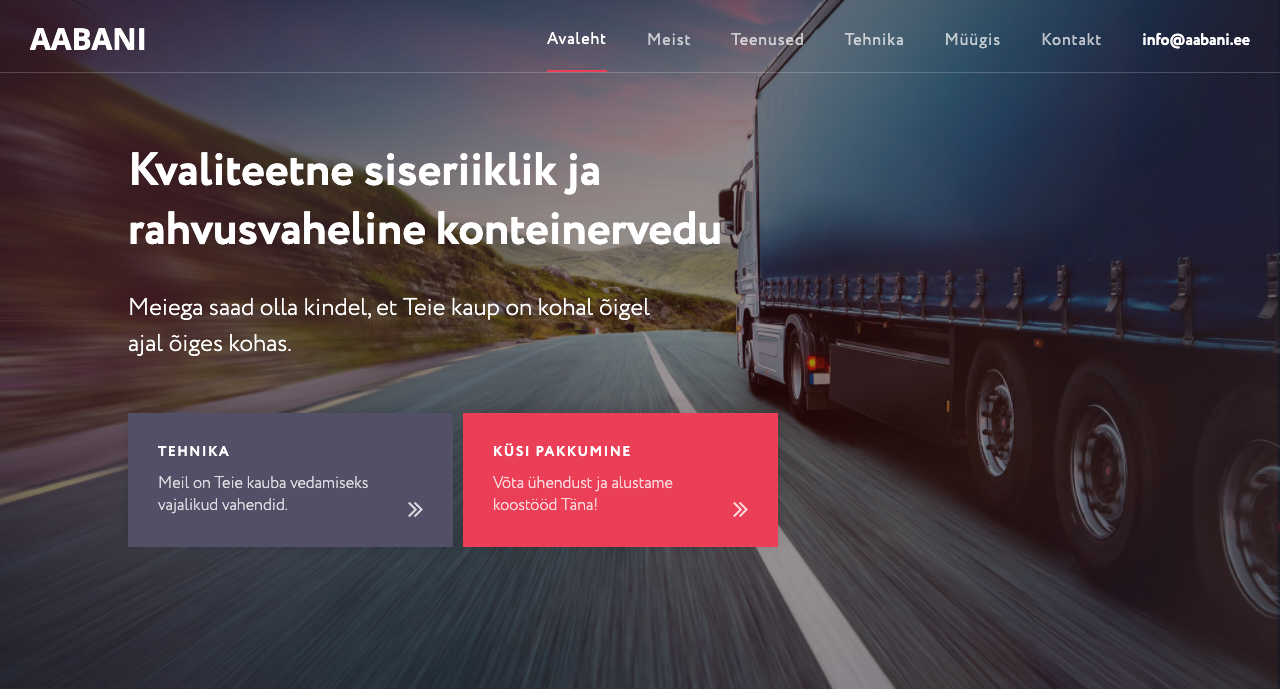 AABANI
Avaleht Meist Teenused Tehnika Müügis Kontakt info@aabani.ee
Kvaliteetne siseriiklik ja
rahvusvaheline konteinervedu
Meiega saad olla kindel, et Teie kaup on kohal õigel
ajal õiges kohas.
TEHNIKA
Meil on Teie kauba vedamiseks
vajalikud vahendid.
KÜSI PAKKUMINE
Võta ühendust ja alustame
koostööd Täna!